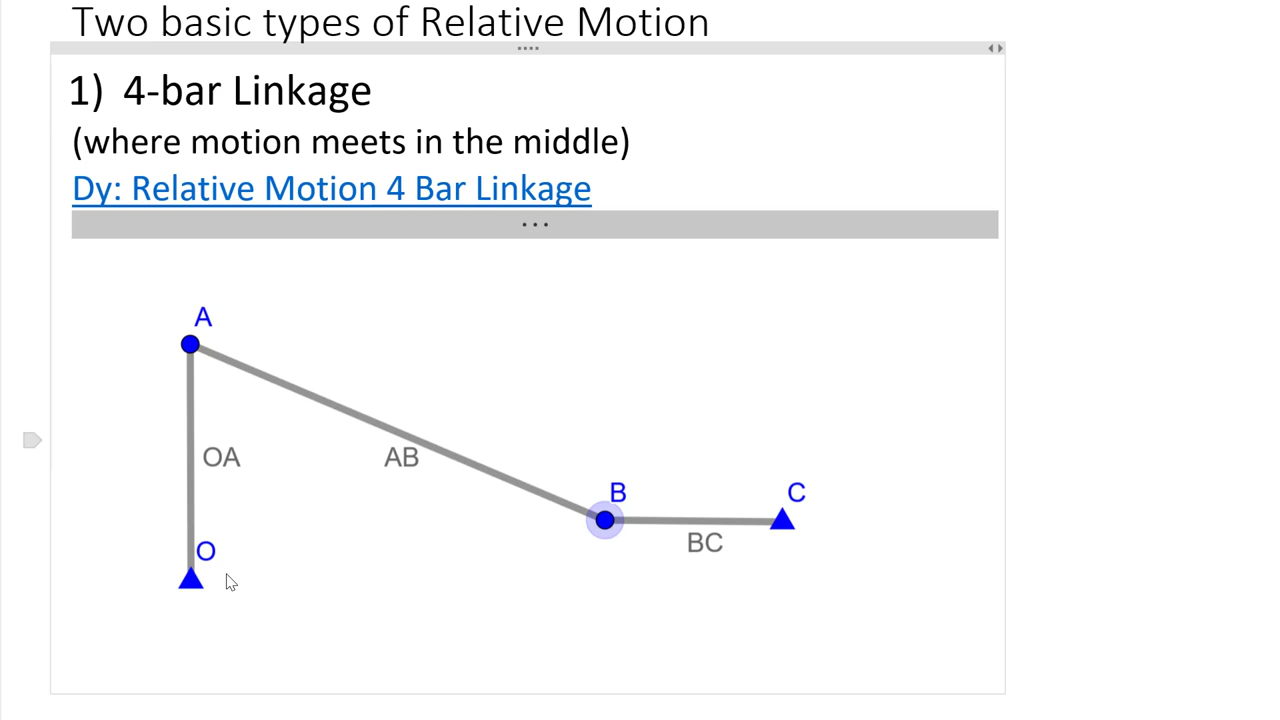 Two basic types of Relative Motion
1) 4-bar Linkage
(where motion meets in the middle)
Dy: Relative Motion 4 Bar Linkage
A
OA
AB
B
C
BC
O